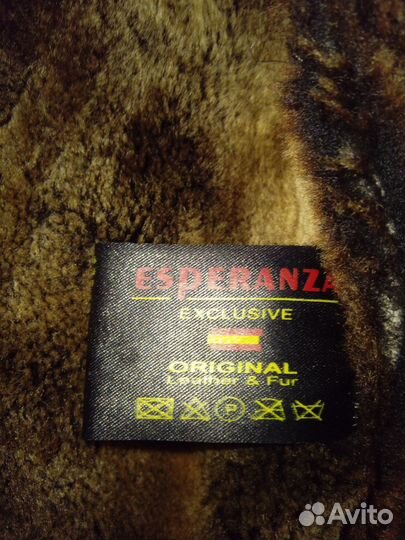 ESPERANZA
EXCLUSIVE
ORIGINAL
Leather & Fur
P
Avito